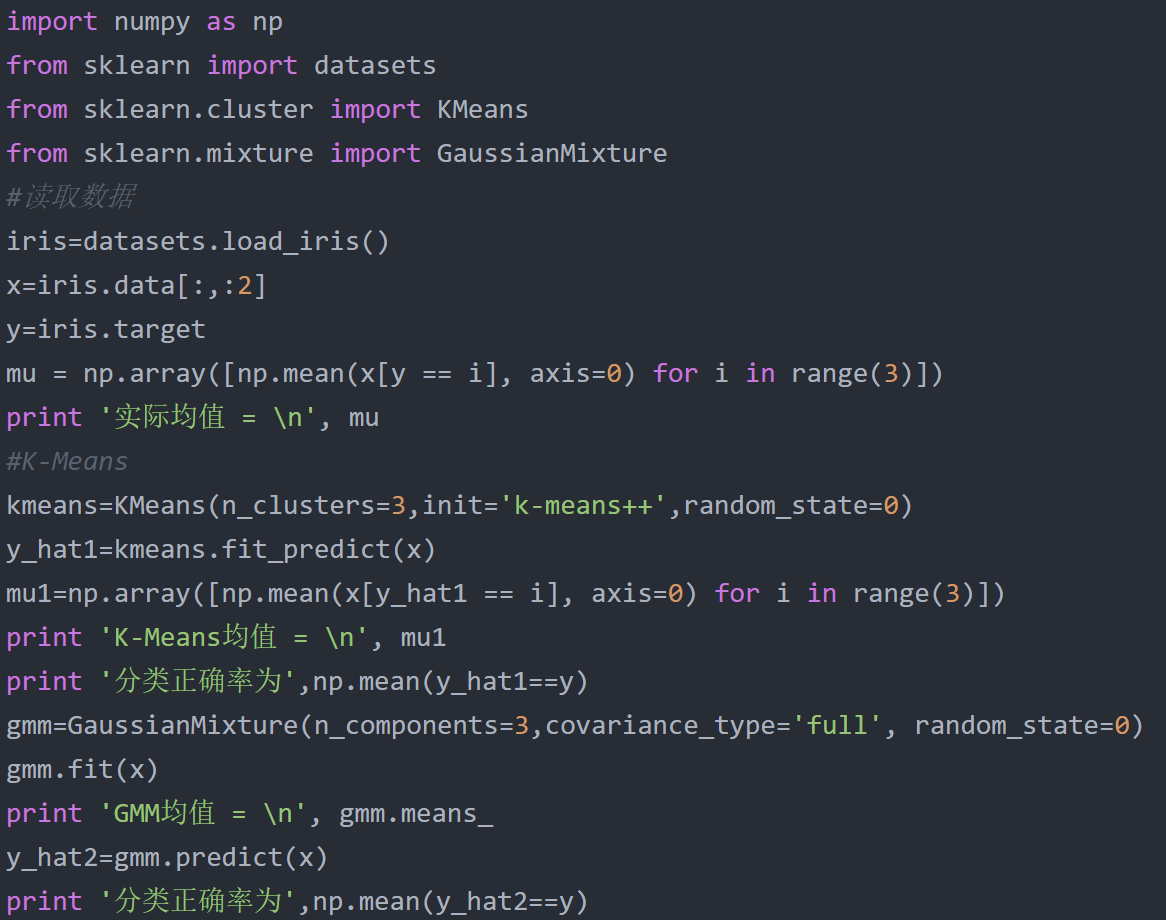 import numpy as np
from sklearn import datasets
from sklearn.cluster import KMeans
from sklearn.mixture import GaussianMixture
#读取数据
iris=datasets.load_iris()
x=iris.data[:,:2]
y=iris.target
mu = np.array([np.mean(x[y == i], axis=0) for i in range(3)])
print '实际均值 = \n', mu
#K-Means
kmeans=KMeans(n_clusters=3,init='k-means++',random_state=0)
y_hat1=kmeans.fit_predict(x)
mu1=np.array([np.mean(x[y_hat1 == i], axis=0) for i in range(3)])
print 'K-Means均值 = \n', mu1
print '分类正确率为',np.mean(y_hat1==y)
gmm=GaussianMixture(n_components=3,covariance_type='full', random_state=0)
gmm.fit(x)
print 'GMM均值 = \n', gmm.means_
y_hat2=gmm.predict(x)
print '分类正确率为',np.mean(y_hat2==y)